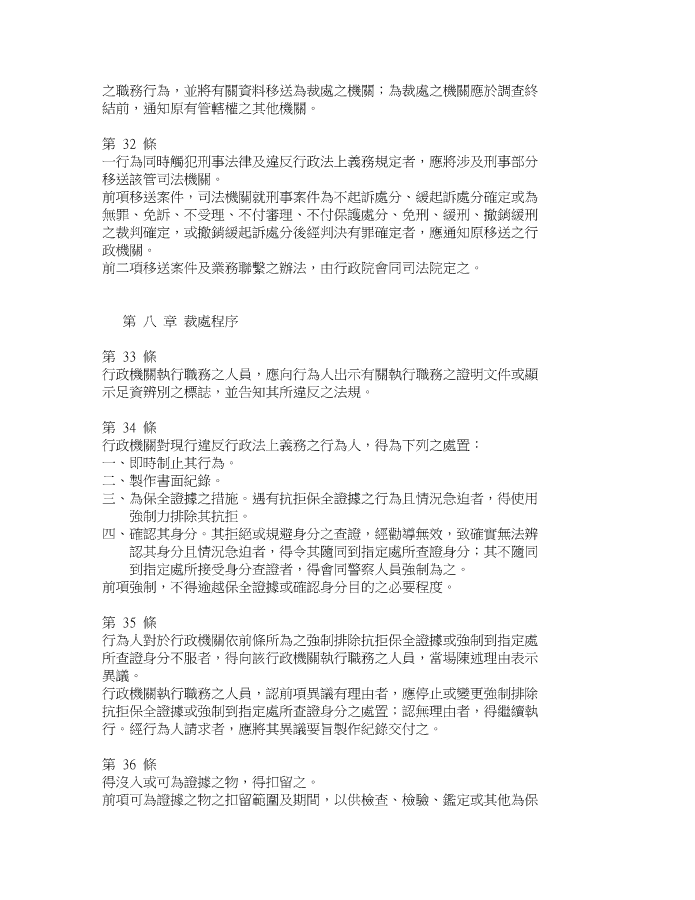 之職務行為，並將有關資料移送為裁處之機關；為裁處之機關應於調查終
結前，通知原有管轄權之其他機關。
第 32 條
一行為同時觸犯刑事法律及違反行政法上義務規定者，應將涉及刑事部分
移送該管司法機關。
前項移送案件，司法機關就刑事案件為不起訴處分、緩起訴處分確定或為
無罪、免訴、不受理、不付審理、不付保護處分、免刑、緩刑、撤銷緩刑
之裁判確定，或撤銷緩起訴處分後經判決有罪確定者，應通知原移送之行
政機關。
前二項移送案件及業務聯繫之辦法，由行政院會同司法院定之。
第 八 章 裁處程序
第 33 條
行政機關執行職務之人員，應向行為人出示有關執行職務之證明文件或顯
示足資辨別之標誌，並告知其所違反之法規。
第 34 條
行政機關對現行違反行政法上義務之行為人，得為下列之處置：
一、即時制止其行為。
二、製作書面紀錄。
三、為保全證據之措施。遇有抗拒保全證據之行為且情況急迫者，得使用
強制力排除其抗拒。
四、確認其身分。其拒絕或規避身分之查證，經勸導無效，致確實無法辨
認其身分且情況急迫者，得令其隨同到指定處所查證身分；其不隨同
到指定處所接受身分查證者，得會同警察人員強制為之。
前項強制，不得逾越保全證據或確認身分目的之必要程度。
第 35 條
行為人對於行政機關依前條所為之強制排除抗拒保全證據或強制到指定處
所查證身分不服者，得向該行政機關執行職務之人員，當場陳述理由表示
異議。
行政機關執行職務之人員，認前項異議有理由者，應停止或變更強制排除
抗拒保全證據或強制到指定處所查證身分之處置；認無理由者，得繼續執
行。經行為人請求者，應將其異議要旨製作紀錄交付之。
第 36 條
得沒入或可為證據之物，得扣留之。
前項可為證據之物之扣留範圍及期間，以供檢查、檢驗、鑑定或其他為保